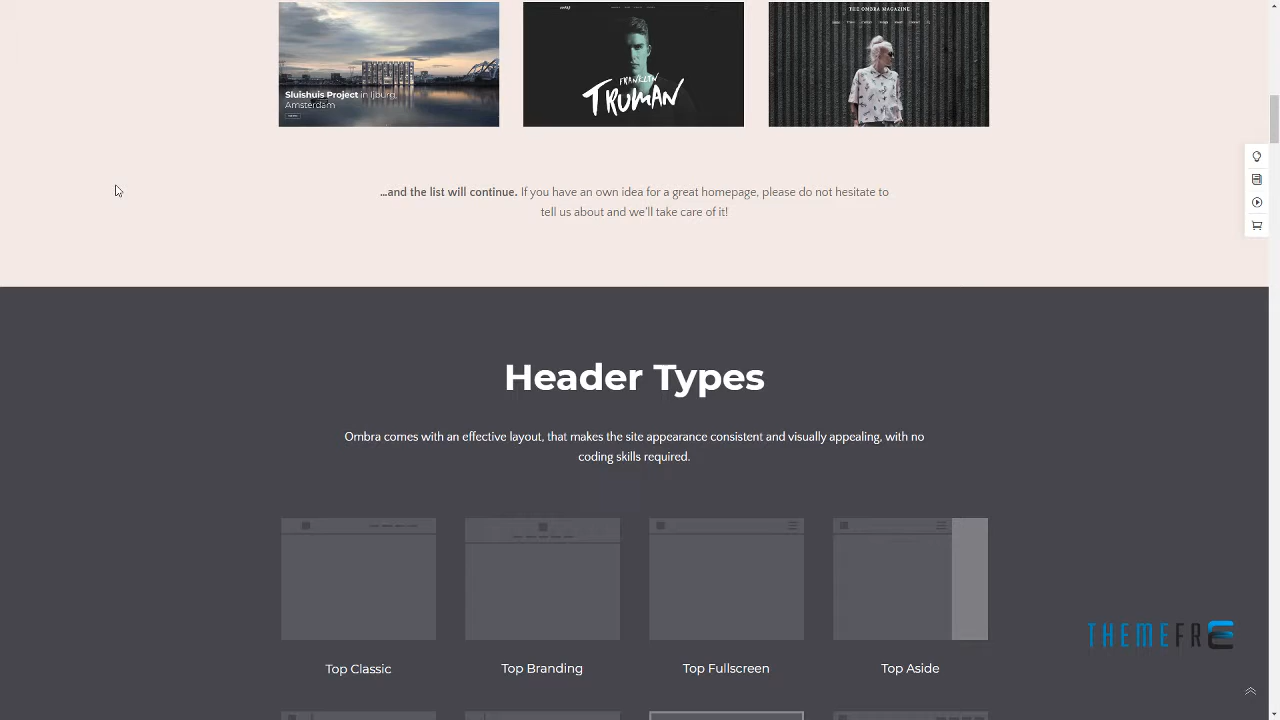 THE OMBRA MAGAZINE
Sluishuis Project in Ijburg,
Amsterdam
FRANKLYN
TRUMAN
...and the list will continue. If you have an own idea for a great homepage, please do not hesitate to
tell us about and we'll take care of it!
Header Types
Ombra comes with an effective layout, that makes the site appearance consistent and visually appealing, with no
coding skills required.
Top Classic
Top Branding
Top Fullscreen
Top Aside
THEMEFRE